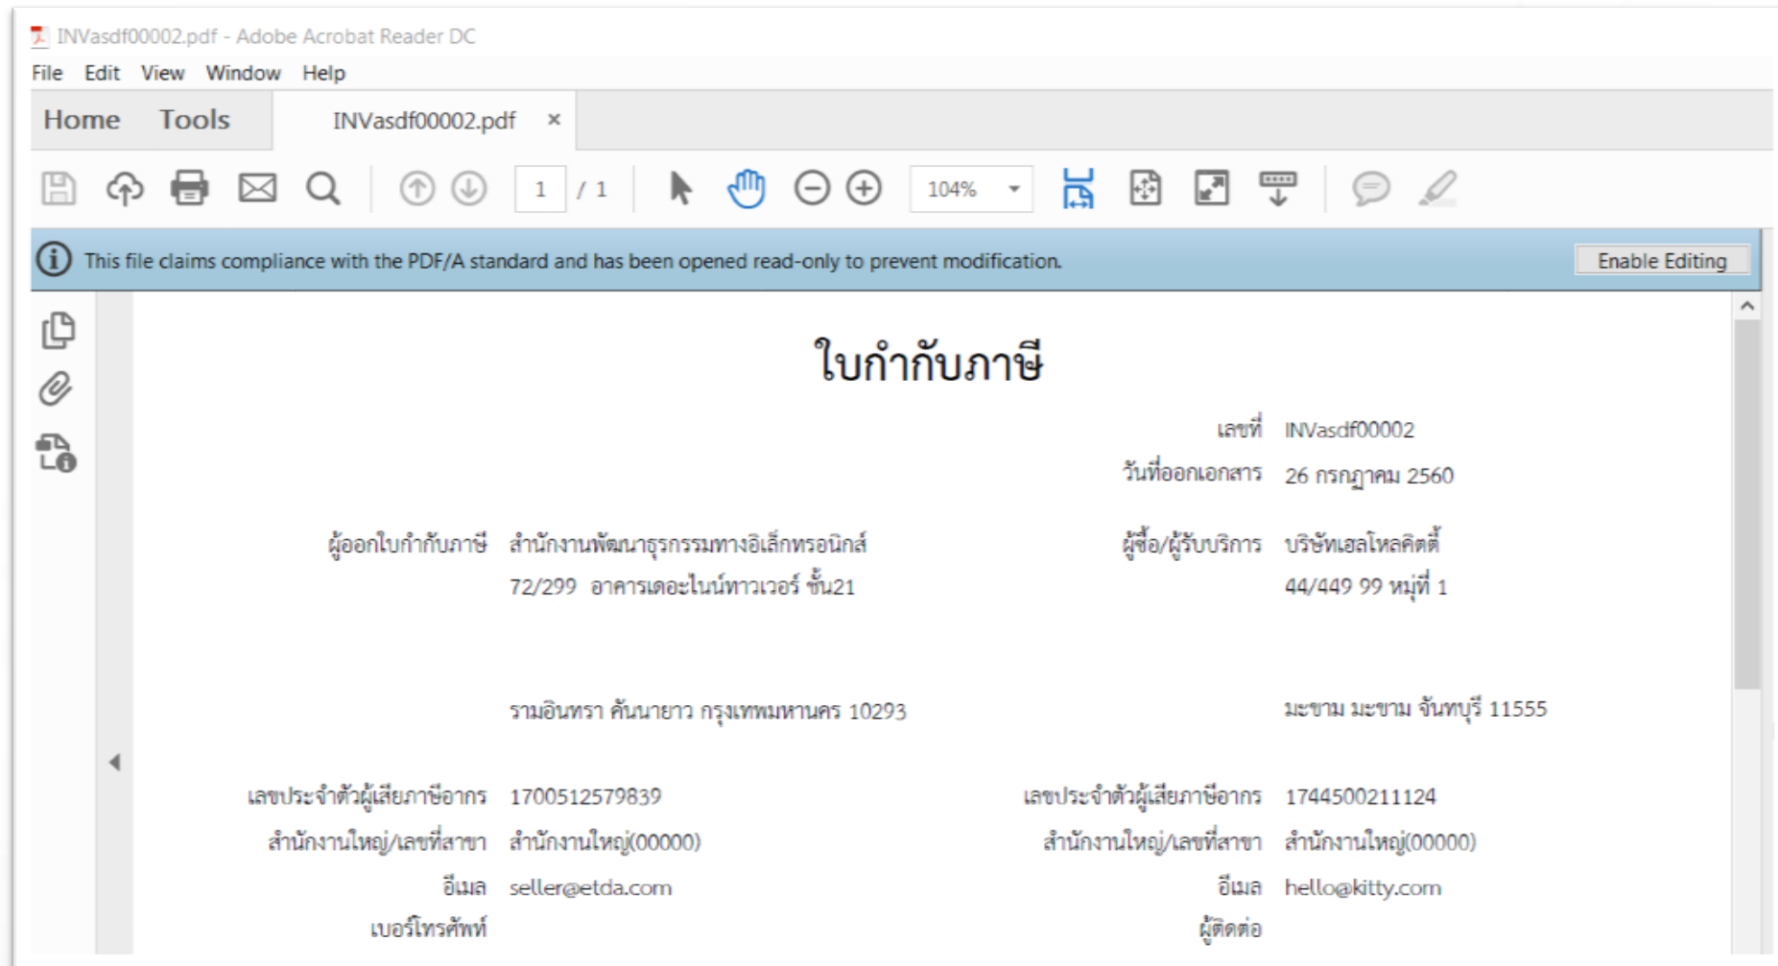 INVasdf00002.pdf - Adobe Acrobat Reader DC
File Edit View Window Help
Home Tools INVasdf00002.pdf ×
1 / 1 104%
This file claims compliance with the PDF/A standard and has been opened read-only to prevent modification. Enable Editing
ใบกำกับภาษี
เลขที่ INVasdf00002
วันที่ออกเอกสาร 26 กรกฎาคม 2560
ผู้ออกใบกำกับภาษี สำนักงานพัฒนาธุรกรรมทางอิเล็กทรอนิกส์ ผู้ซื้อ/ผู้รับบริการ บริษัทเฮลโหลคิตตี้
72/299 อาคารเดอะไนน์ทาวเวอร์ ชั้น21 44/449 99 หมู่ที่ 1
รามอินทรา คันนายาว กรุงเทพมหานคร 10293 มะขาม มะขาม จันทบุรี 11555
เลขประจำตัวผู้เสียภาษีอากร 1700512579839 เลขประจำตัวผู้เสียภาษีอากร 1744500211124
สำนักงานใหญ่/เลขที่สาขา สำนักงานใหญ่(00000) สำนักงานใหญ่/เลขที่สาขา สำนักงานใหญ่(00000)
อีเมล seller@etda.com อีเมล hello@kitty.com
เบอร์โทรศัพท์ ผู้ติดต่อ